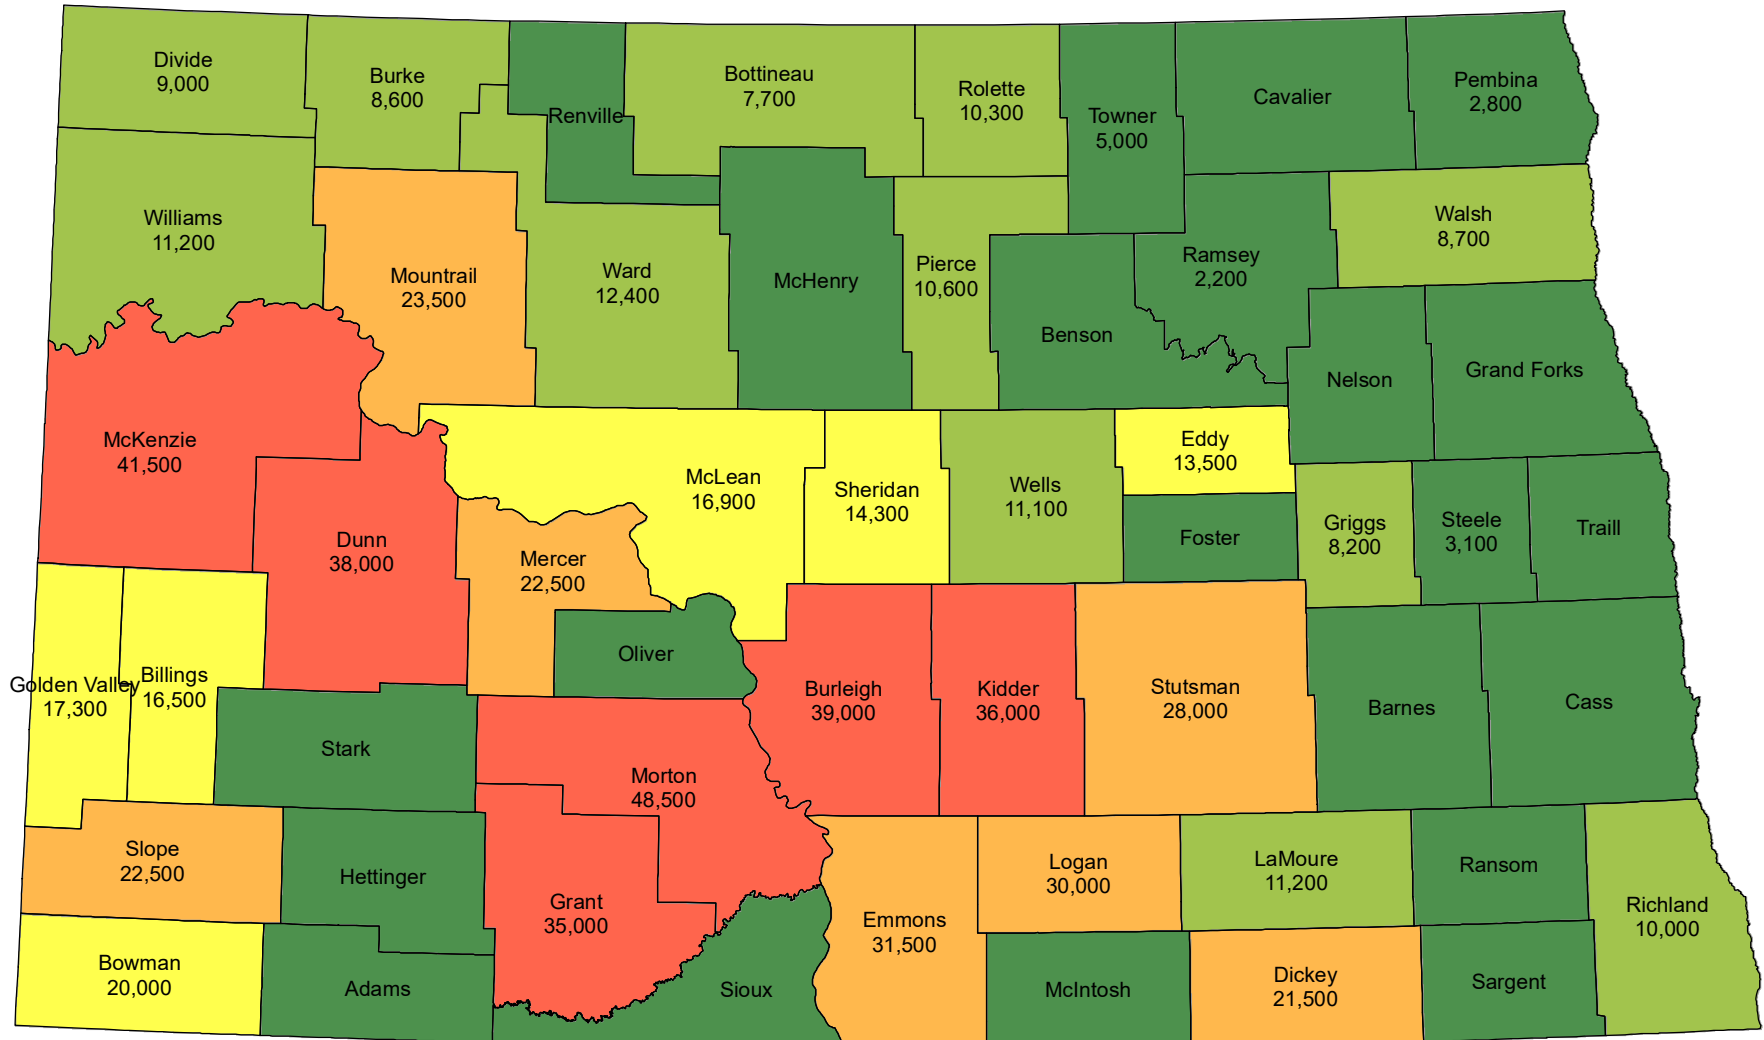 Divide
9,000
Burke
8,600
Renville
Bottineau
7,700
Rolette
10,300
Towner
5,000
Cavalier
Pembina
2,800
Williams
11,200
Mountrail
23,500
Ward
12,400
McHenry
Pierce
10,600
Benson
Ramsey
2,200
Walsh
8,700
Nelson
Grand Forks
McKenzie
41,500
Dunn
38,000
Mercer
22,500
McLean
16,900
Sheridan
14,300
Wells
11,100
Eddy
13,500
Foster
Griggs
8,200
Steele
3,100
Traill
Golden Valley
17,300
Billings
16,500
Stark
Oliver
Morton
48,500
Burleigh
39,000
Kidder
36,000
Stutsman
28,000
Barnes
Cass
Slope
22,500
Hettinger
Grant
35,000
Emmons
31,500
Logan
30,000
LaMoure
11,200
Ransom
Richland
10,000
Bowman
20,000
Adams
Sioux
McIntosh
Dickey
21,500
Sargent